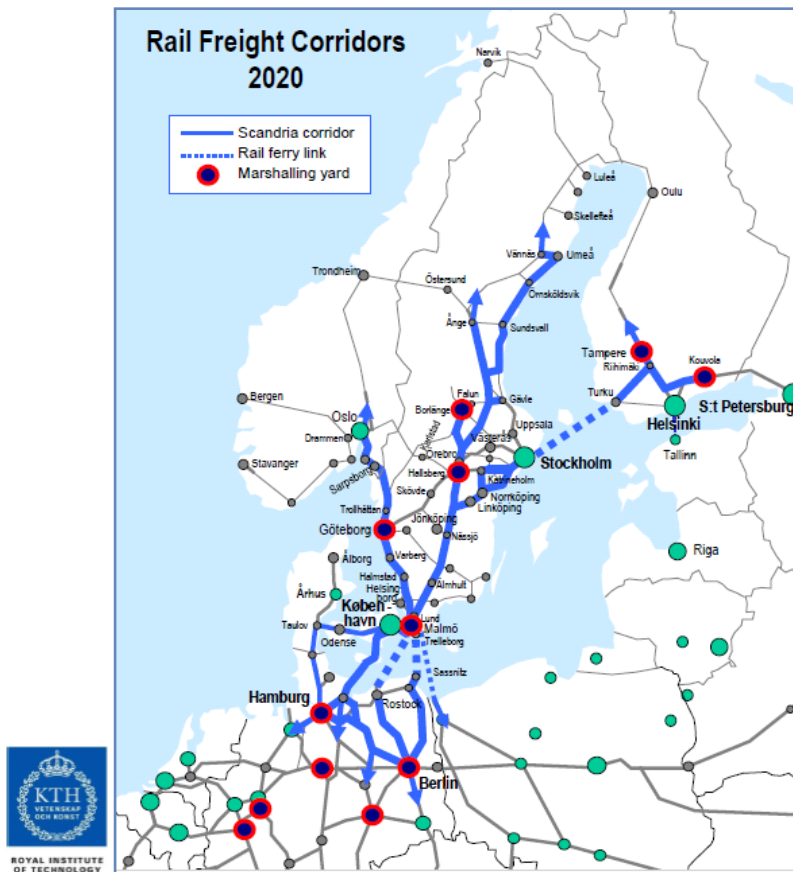 Rail Freight Corridors
2020
Scandria corridor
Rail ferry link
Marshalling yard
Narvik
Luleå
Oulu
Skellefteå
Vännäs
Umeå
Trondheim
Östersund
Örnsköldsvik
Ånge
Sundsvall
Tampere
Riihimäki
Kouvola
Turku
Bergen
Falun
Gävle
Borlänge
S:t Petersburg
Oslo
Uppsala
Helsinki
Drammen
Karlstad
Västerås
Örebro
Stockholm
Tallinn
Stavanger
Sarpsborg
Hallsberg
Katrineholm
Skövde
Norrköping
Linköping
Trollhättan
Jönköping
Göteborg
Nässjö
Riga
Ålborg
Varberg
Halmstad
Älmhult
Helsing
borg
Århus
Køben-
havn
Lund
Malmö
Taulov
Trelleborg
Odense
Sassnitz
Hamburg
Rostock
Berlin
KTH
VETENSKAP
OCH KONST
ROYAL INSTITUTE
OF TECHNOLOGY